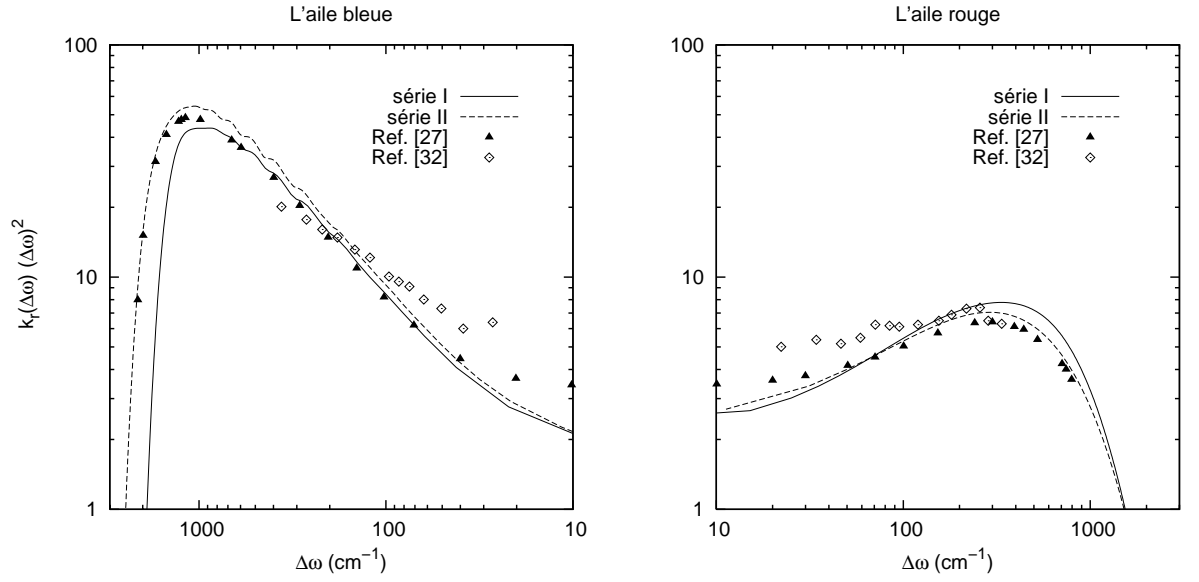 L'aile bleue
100
10
1
k_r(Δω) (Δω)^2
série I
série II
Ref. [27]
Ref. [32]
1000 100 10
Δω (cm^−1)
L'aile rouge
100
10
1
série I
série II
Ref. [27]
Ref. [32]
10 100 1000
Δω (cm^−1)